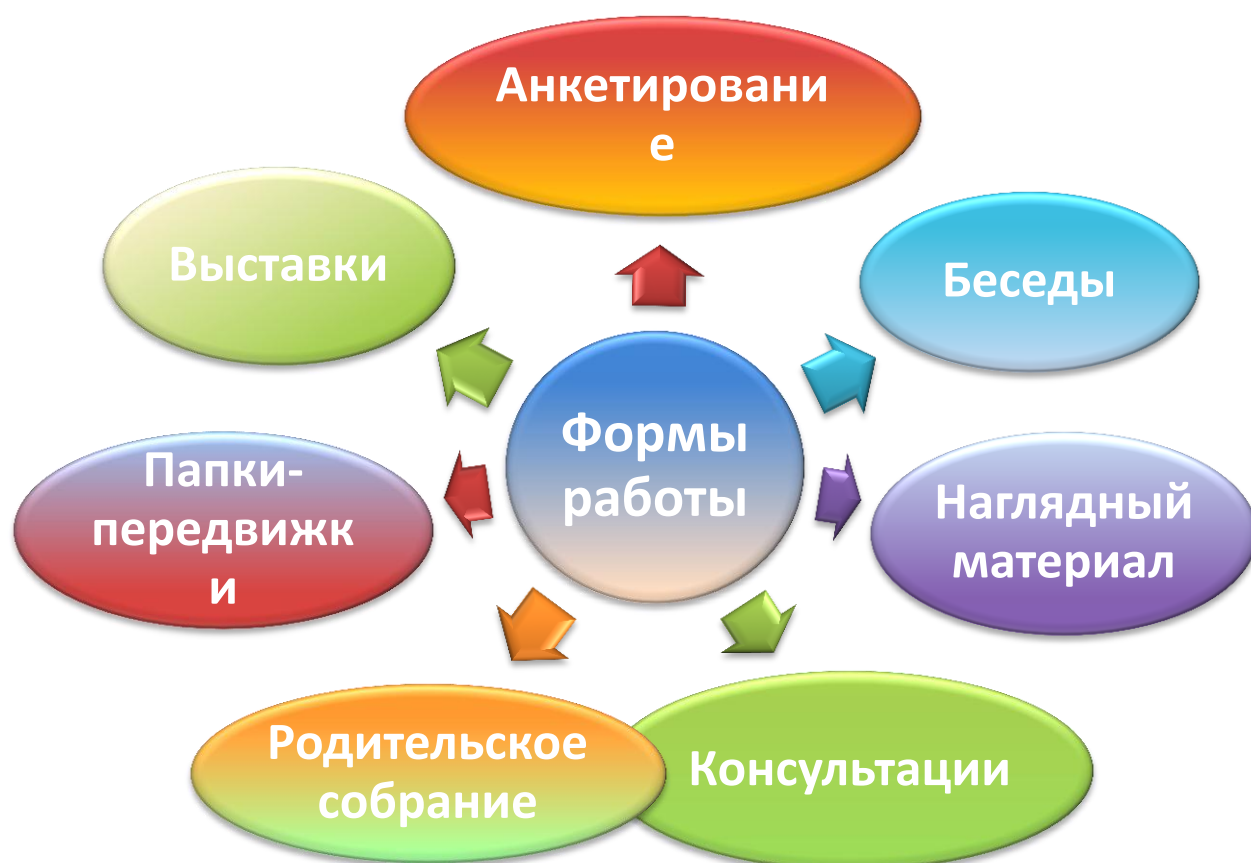 Анкетировани
е
Выставки
Беседы
Формы
работы
Папки-
передвижк
и
Наглядный
материал
Родительское
собрание
Консультации